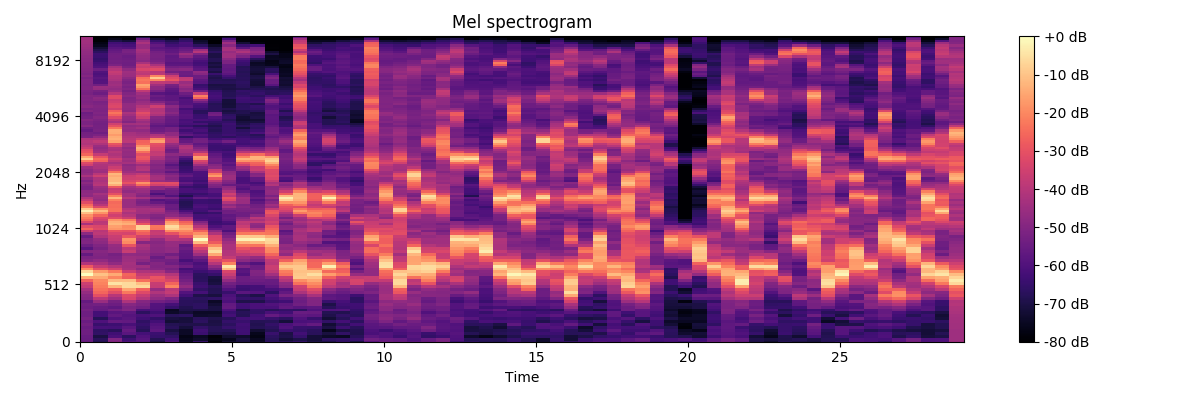 Mel spectrogram
8192
4096
2048
1024
512
0
Hz
0 5 10 15 20 25
Time
+0 dB
-10 dB
-20 dB
-30 dB
-40 dB
-50 dB
-60 dB
-70 dB
-80 dB